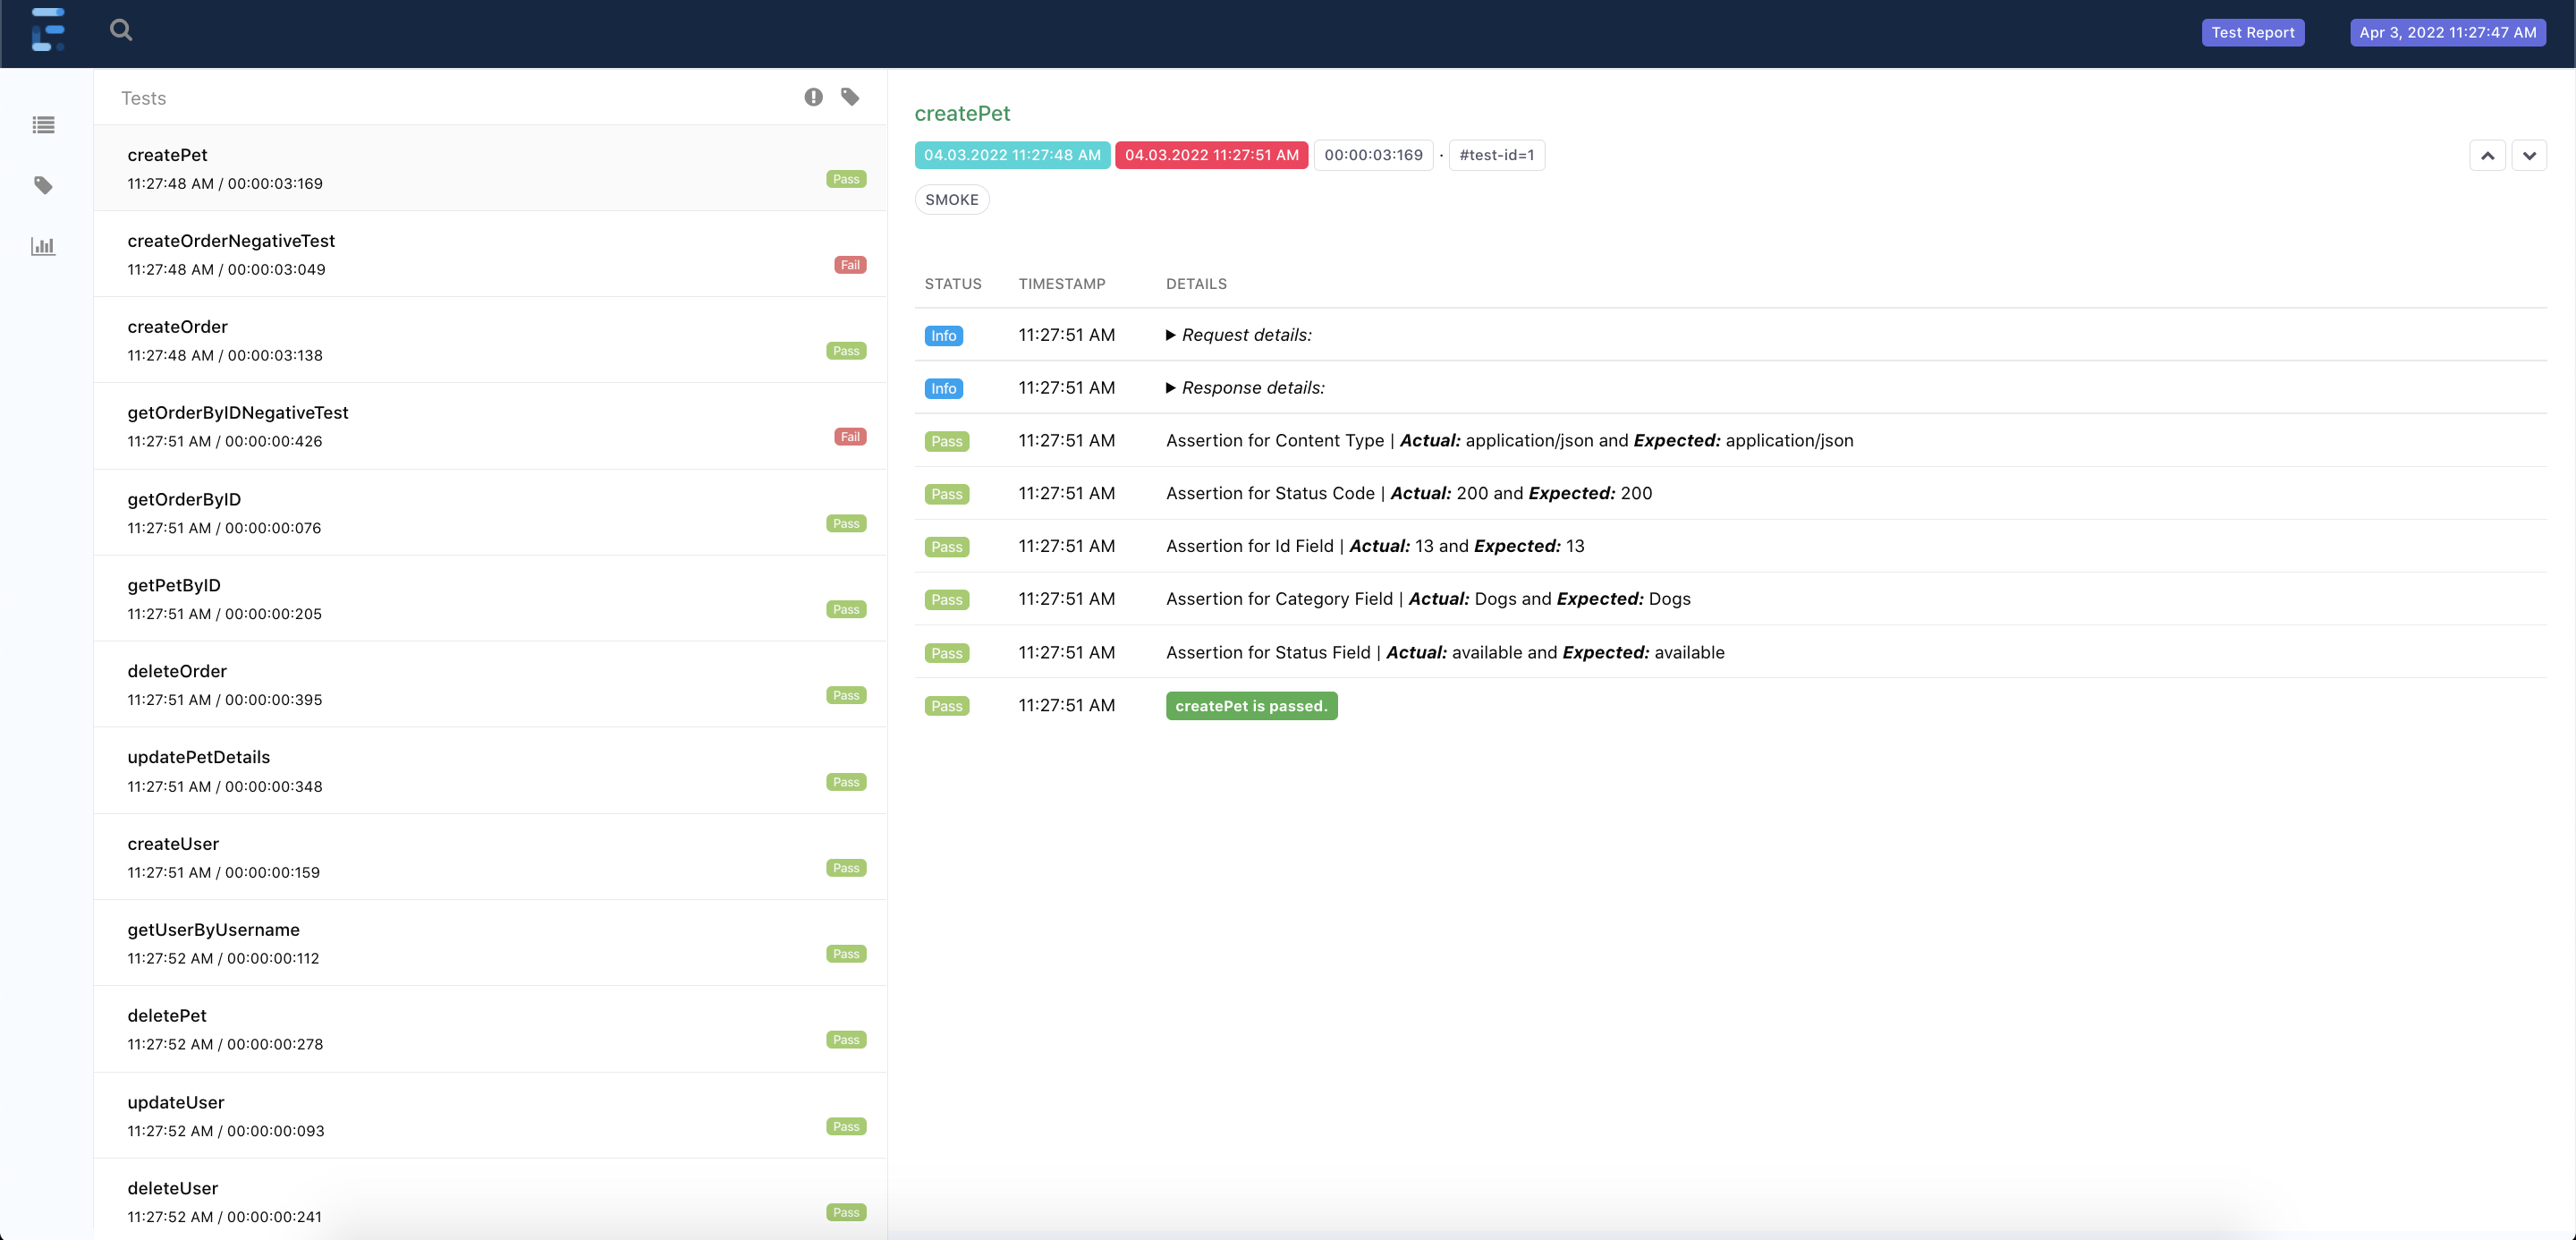 Test Report
Apr 3, 2022 11:27:47 AM
Tests
createPet
11:27:48 AM / 00:00:03:169
Pass
createOrderNegativeTest
11:27:48 AM / 00:00:03:049
Fail
createOrder
11:27:48 AM / 00:00:03:138
Pass
getOrderByIDNegativeTest
11:27:51 AM / 00:00:00:426
Fail
getOrderByID
11:27:51 AM / 00:00:00:076
Pass
getPetByID
11:27:51 AM / 00:00:00:205
Pass
deleteOrder
11:27:51 AM / 00:00:00:395
Pass
updatePetDetails
11:27:51 AM / 00:00:00:348
Pass
createUser
11:27:51 AM / 00:00:00:159
Pass
getUserByUsername
11:27:52 AM / 00:00:00:112
Pass
deletePet
11:27:52 AM / 00:00:00:278
Pass
updateUser
11:27:52 AM / 00:00:00:093
Pass
deleteUser
11:27:52 AM / 00:00:00:241
Pass
createPet
04.03.2022 11:27:48 AM 04.03.2022 11:27:51 AM 00:00:03:169 · #test-id=1
SMOKE
STATUS TIMESTAMP DETAILS
Info 11:27:51 AM Request details:
Info 11:27:51 AM Response details:
Pass 11:27:51 AM Assertion for Content Type | Actual: application/json and Expected: application/json
Pass 11:27:51 AM Assertion for Status Code | Actual: 200 and Expected: 200
Pass 11:27:51 AM Assertion for Id Field | Actual: 13 and Expected: 13
Pass 11:27:51 AM Assertion for Category Field | Actual: Dogs and Expected: Dogs
Pass 11:27:51 AM Assertion for Status Field | Actual: available and Expected: available
Pass 11:27:51 AM createPet is passed.